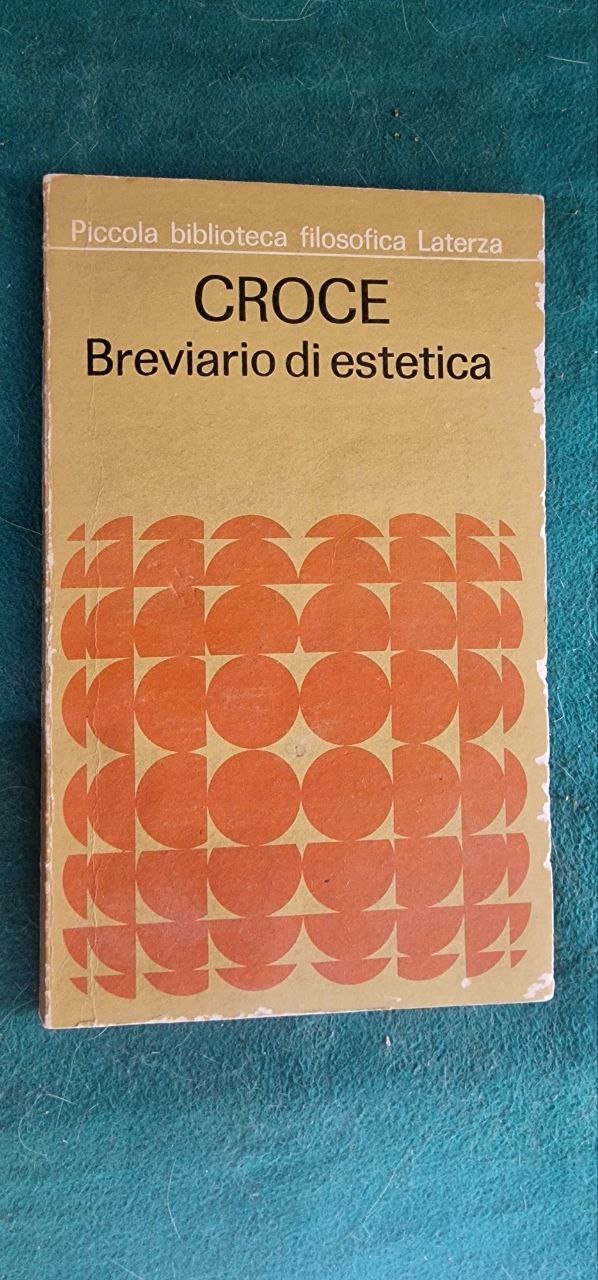 Piccola biblioteca filosofica Laterza
CROCE
Breviario di estetica